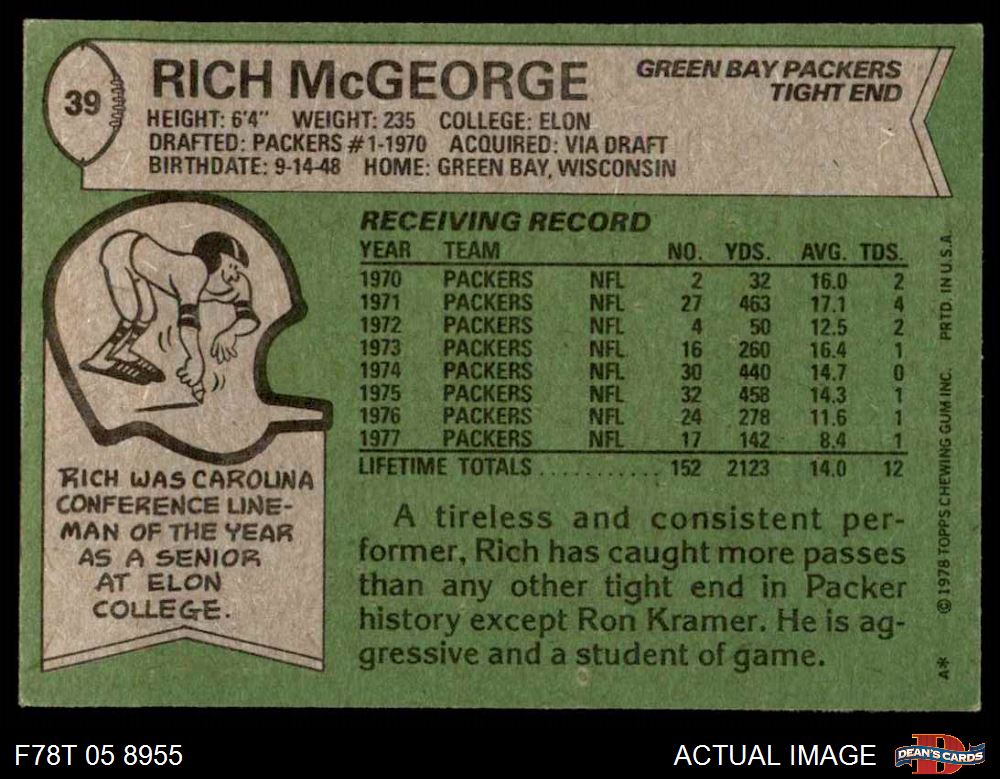 39
RICH McGEORGE
GREEN BAY PACKERS
TIGHT END
HEIGHT: 6'4" WEIGHT: 235 COLLEGE: ELON
DRAFTED: PACKERS #1-1970 ACQUIRED: VIA DRAFT
BIRTHDATE: 9-14-48 HOME: GREEN BAY, WISCONSIN
RECEIVING RECORD
YEAR TEAM NO. YDS. AVG. TDS.
1970 PACKERS NFL 2 32 16.0 2
1971 PACKERS NFL 27 463 17.1 4
1972 PACKERS NFL 4 50 12.5 2
1973 PACKERS NFL 16 260 16.4 1
1974 PACKERS NFL 30 440 14.7 0
1975 PACKERS NFL 32 458 14.3 1
1976 PACKERS NFL 24 278 11.6 1
1977 PACKERS NFL 17 142 8.4 1
LIFETIME TOTALS............ 152 2123 14.0 12
RICH WAS CAROLINA
CONFERENCE LINE-
MAN OF THE YEAR
AS A SENIOR
AT ELON
COLLEGE.
A tireless and consistent per-
former, Rich has caught more passes
than any other tight end in Packer
history except Ron Kramer. He is ag-
gressive and a student of game.
A* © 1978 TOPPS CHEWING GUM INC. PRTD. IN U.S.A.
F78T 05 8955
ACTUAL IMAGE
D
DEAN'S CARDS